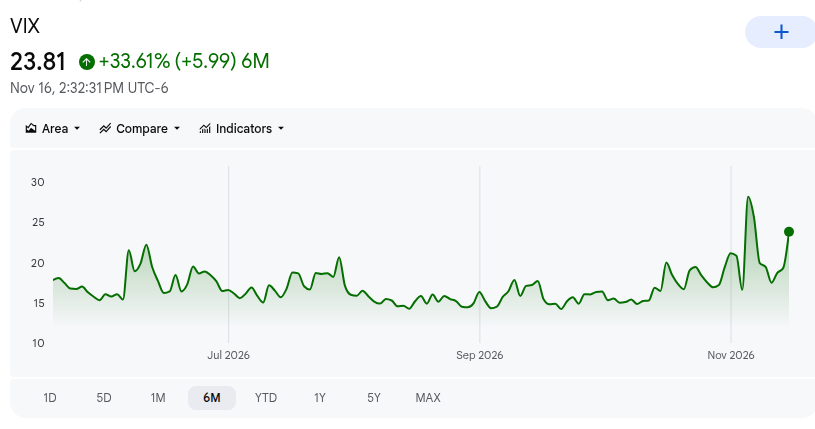 VIX
23.81 +33.61% (+5.99) 6M
Nov 16, 2:32:31 PM UTC-6
Area Compare Indicators
30
25
20
15
10
Jul 2026 Sep 2026 Nov 2026
1D 5D 1M 6M YTD 1Y 5Y MAX